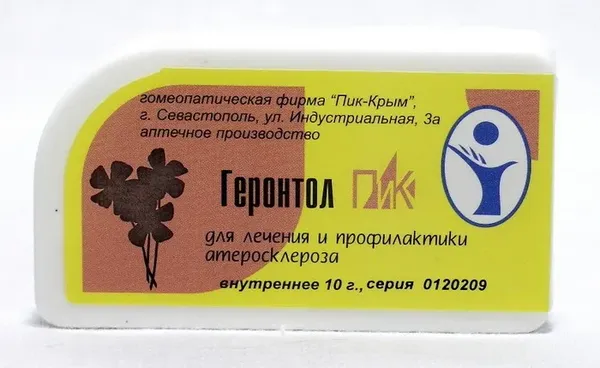 гомеопатическая фирма "Пик-Крым",
г. Севастополь, ул. Индустриальная, 3а
аптечное производство
Геронтол ПиК
для лечения и профилактики
атеросклероза
внутреннее 10 г., серия 0120209